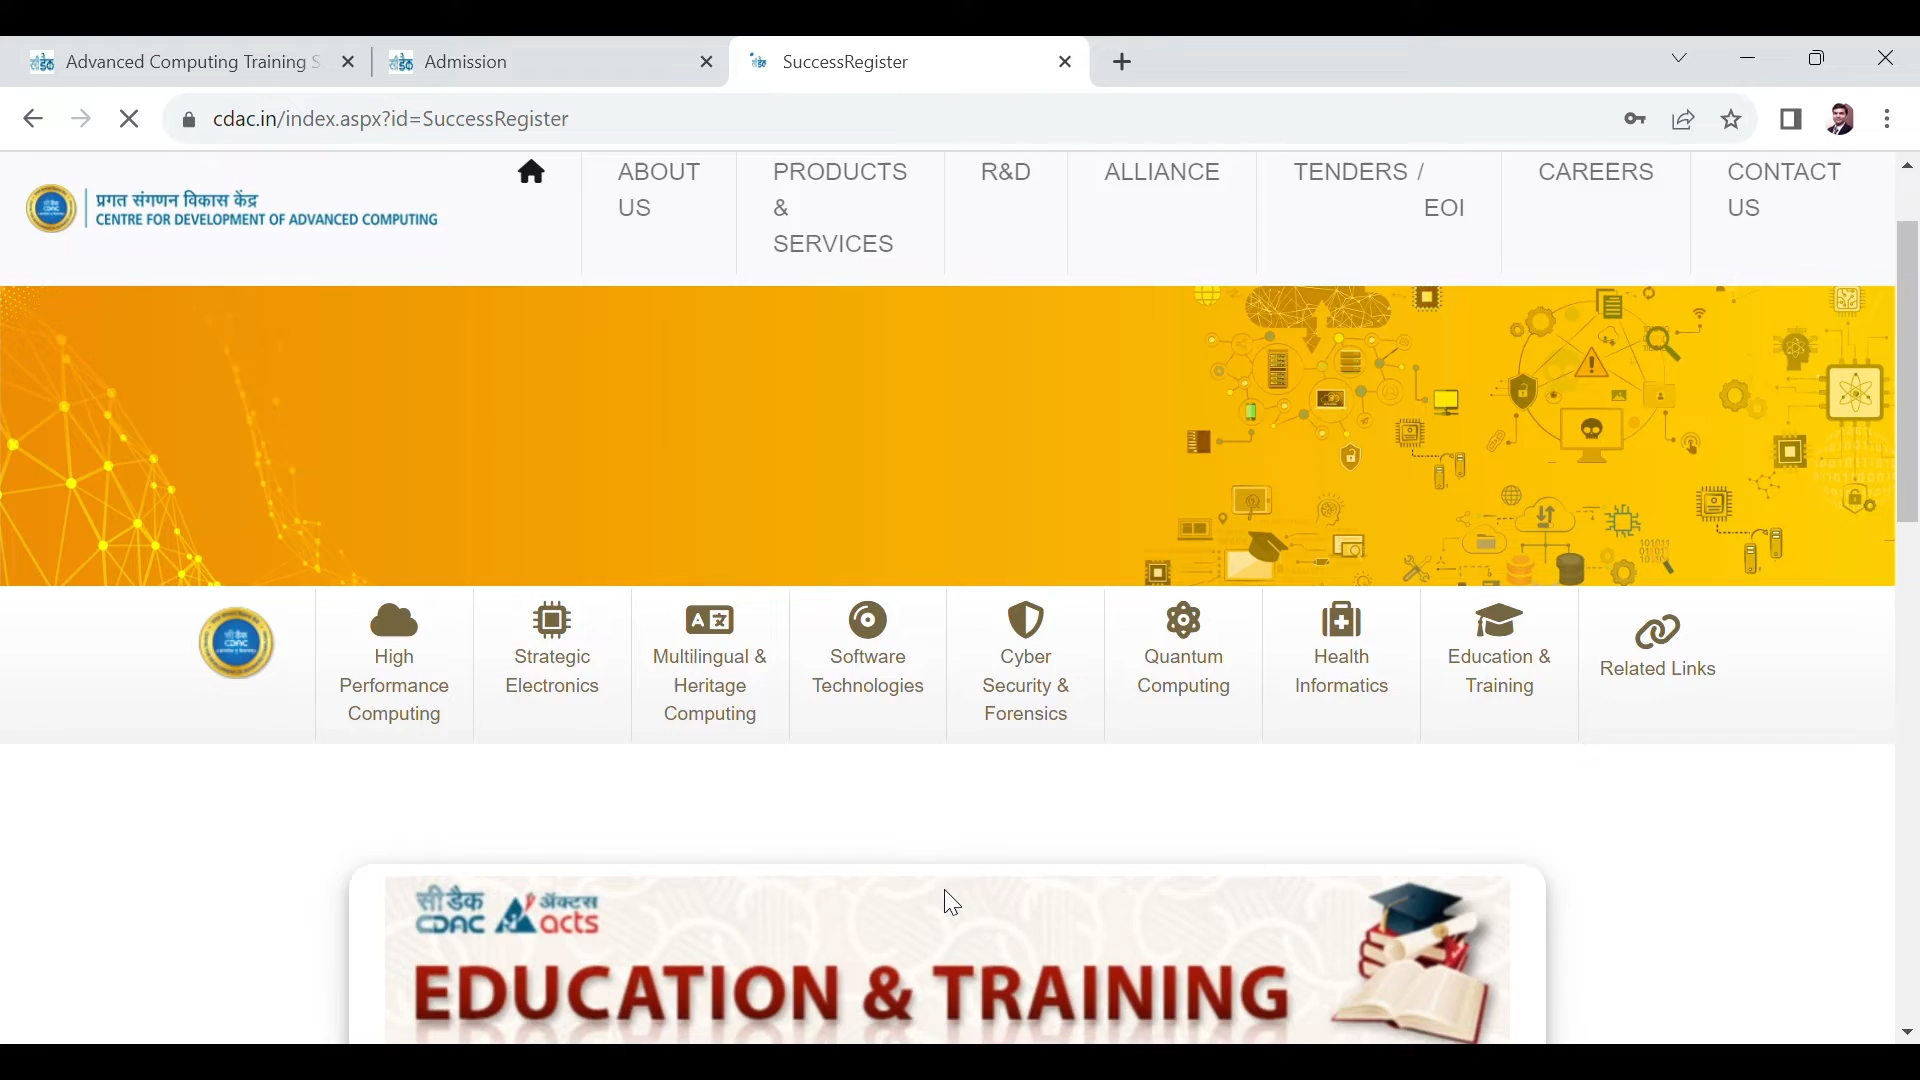 Advanced Computing Training S
Admission
SuccessRegister
cdac.in/index.aspx?id=SuccessRegister
प्रगत संगणन विकास केंद्र
CENTRE FOR DEVELOPMENT OF ADVANCED COMPUTING
ABOUT
US
PRODUCTS
&
SERVICES
R&D
ALLIANCE
TENDERS /
EOI
CAREERS
CONTACT
US
High
Performance
Computing
Strategic
Electronics
Multilingual &
Heritage
Computing
Software
Technologies
Cyber
Security &
Forensics
Quantum
Computing
Health
Informatics
Education &
Training
Related Links
सी डैक
CDAC
ॲक्टस
acts
EDUCATION & TRAINING